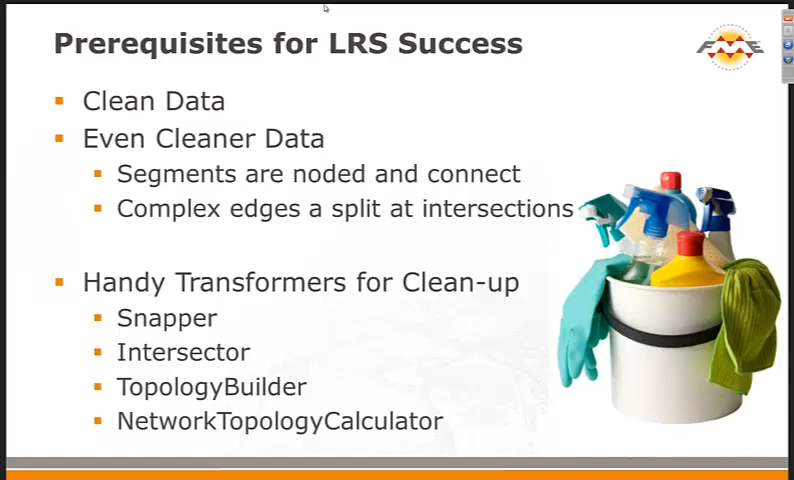 Prerequisites for LRS Success
FME
Clean Data
Even Cleaner Data
Segments are noded and connect
Complex edges a split at intersections
Handy Transformers for Clean-up
Snapper
Intersector
TopologyBuilder
NetworkTopologyCalculator